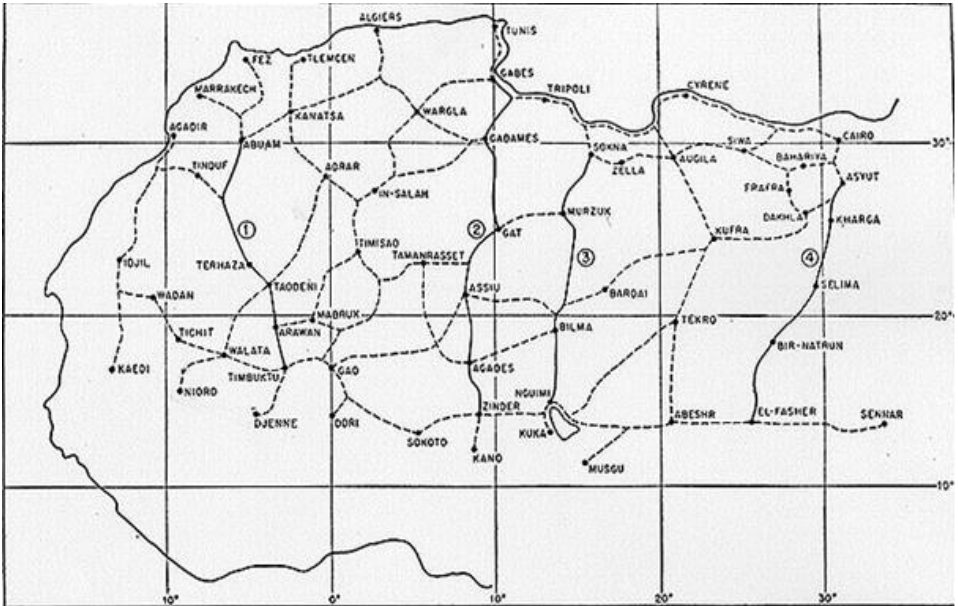 ALGIERS
TUNIS
FEZ
TLEMCEN
GABES
MARRAKECH
TRIPOLI
CYRENE
KANATSA
WARGLA
AGADIR
ABUAM
GADAMES
SOKNA
SIWA
CAIRO
30°
TINDUF
ADRAR
ZELLA
AUGILA
BAHARIYA
IN-SALAH
FRAFRA
ASYUT
MURZUK
DAKHLA
KHARGA
1
2
GAT
KUFRA
TIMISAO
TAMANRASSET
3
4
IDJIL
TERHAZA
TAODENI
ASSIU
BARDAI
SELIMA
WADAN
MABRUK
20°
TICHIT
ARAWAN
BILMA
TEKRO
WALATA
BIR-NATRUN
KAEDI
TIMBUKTU
GAO
AGADES
NIORO
NGUIMI
DJENNE
DORI
ZINDER
ABESHR
EL-FASHER
SENNAR
SOKOTO
KUKA
KANO
MUSGU
10°
10°
0°
10°
20°
30°